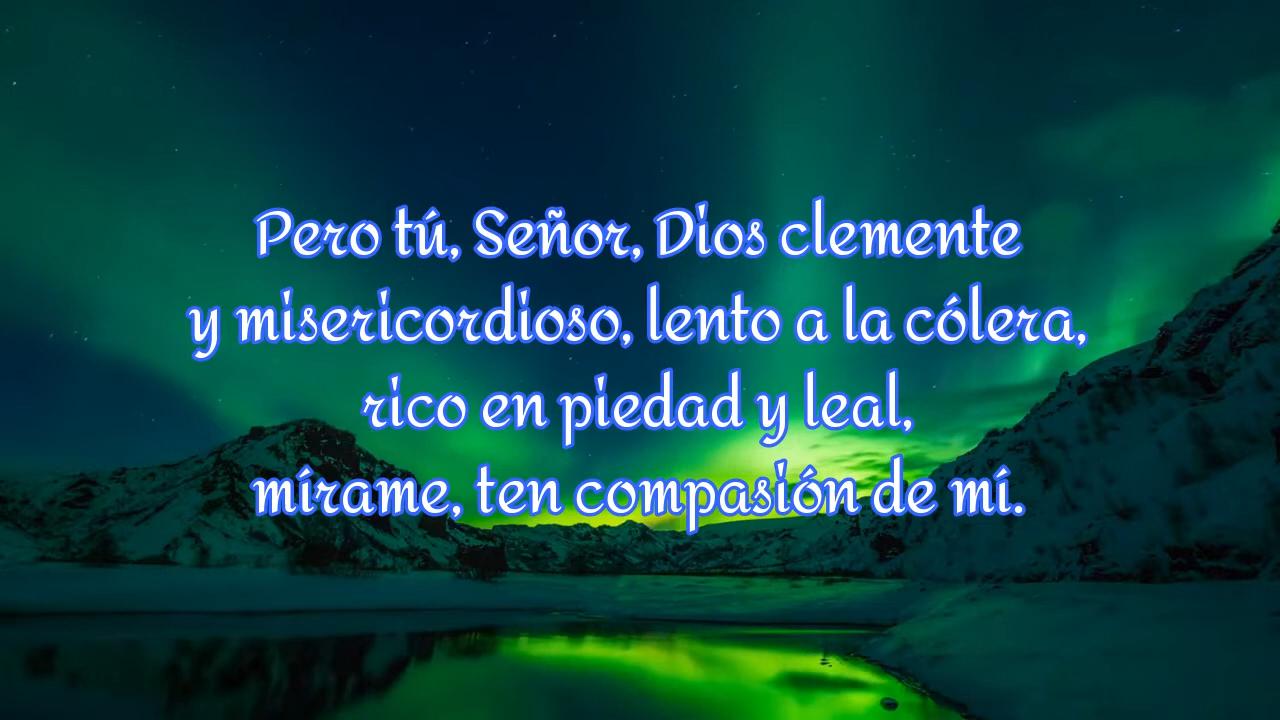 Pero tú, Señor, Dios clemente
y misericordioso, lento a la cólera,
rico en piedad y leal,
mírame, ten compasión de mí.